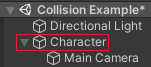 Collision Example*
Directional Light
Character
Main Camera